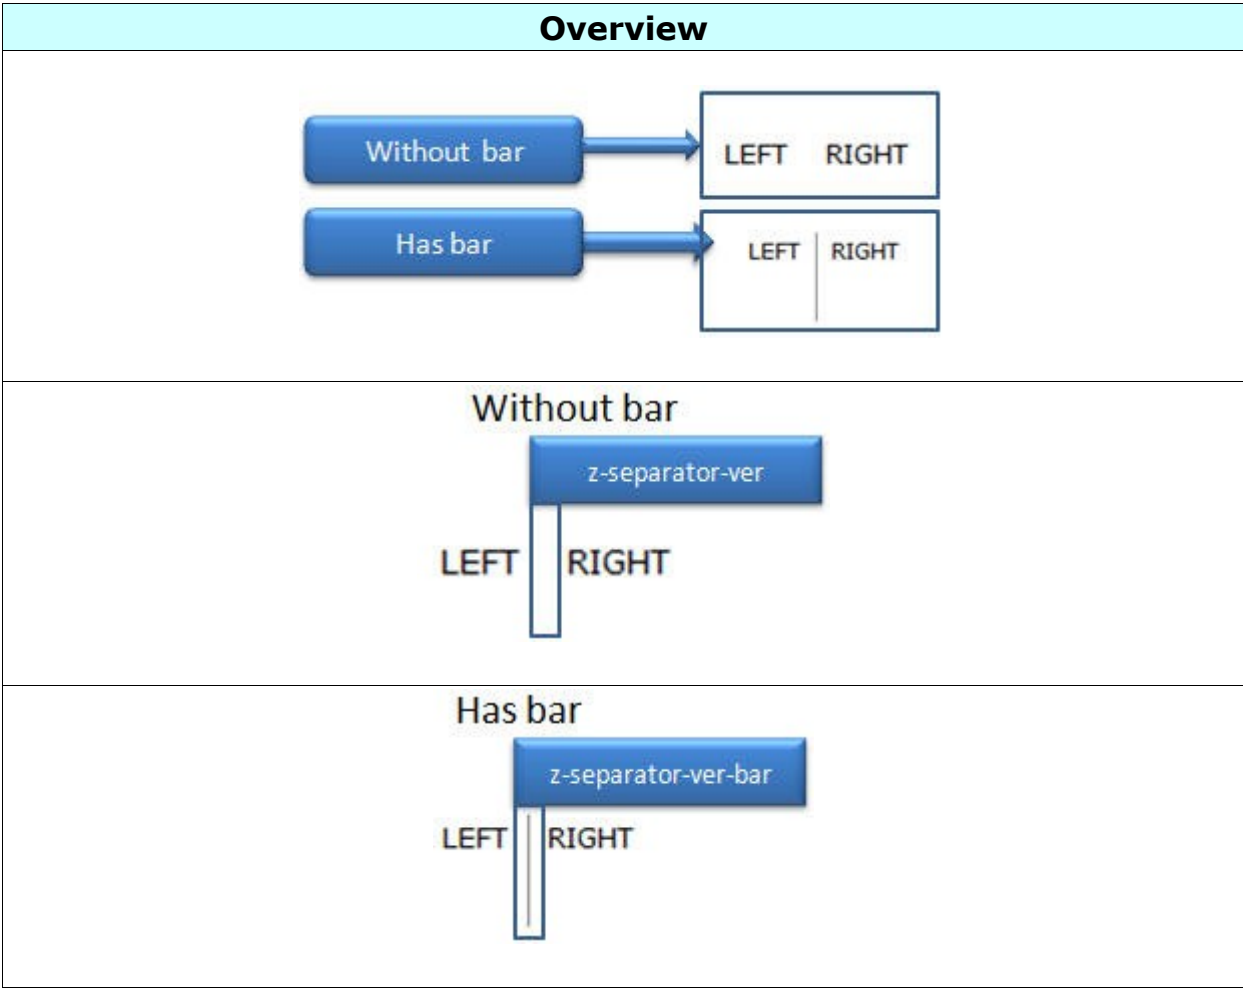 Overview
Without bar
LEFT RIGHT
Has bar
LEFT RIGHT
Without bar
z-separator-ver
LEFT RIGHT
Has bar
z-separator-ver-bar
LEFT RIGHT